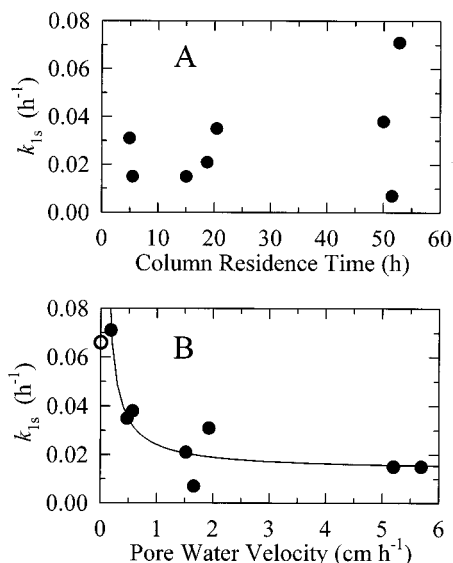 0.08
A
0.06
0.04
0.02
0.00
k1s (h-1)
0 10 20 30 40 50 60
Column Residence Time (h)
0.08
B
0.06
0.04
0.02
0.00
k1s (h-1)
0 1 2 3 4 5 6
Pore Water Velocity (cm h-1)